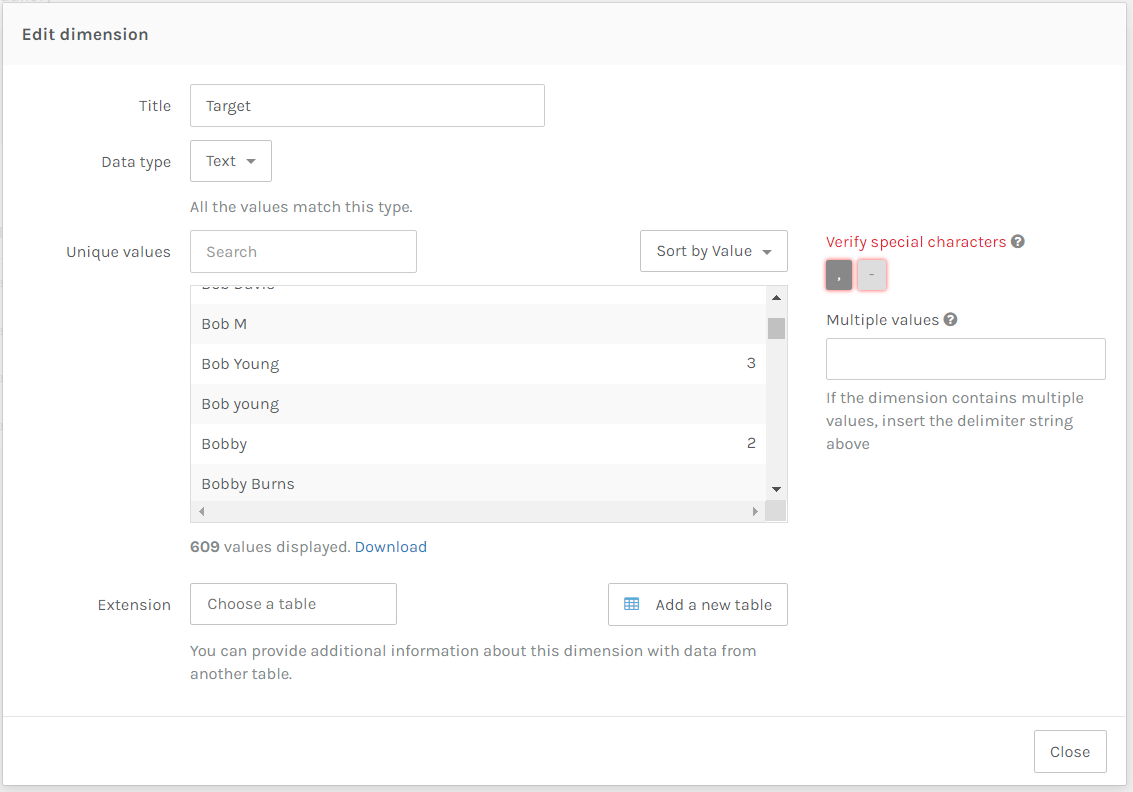 Edit dimension
Title
Target
Data type
Text
All the values match this type.
Unique values
Search
Sort by Value
Verify special characters
,
-
Bob Davis
Bob M
Bob Young 3
Bob young
Bobby 2
Bobby Burns
Multiple values
If the dimension contains multiple
values, insert the delimiter string
above
609 values displayed. Download
Extension
Choose a table
Add a new table
You can provide additional information about this dimension with data from
another table.
Close